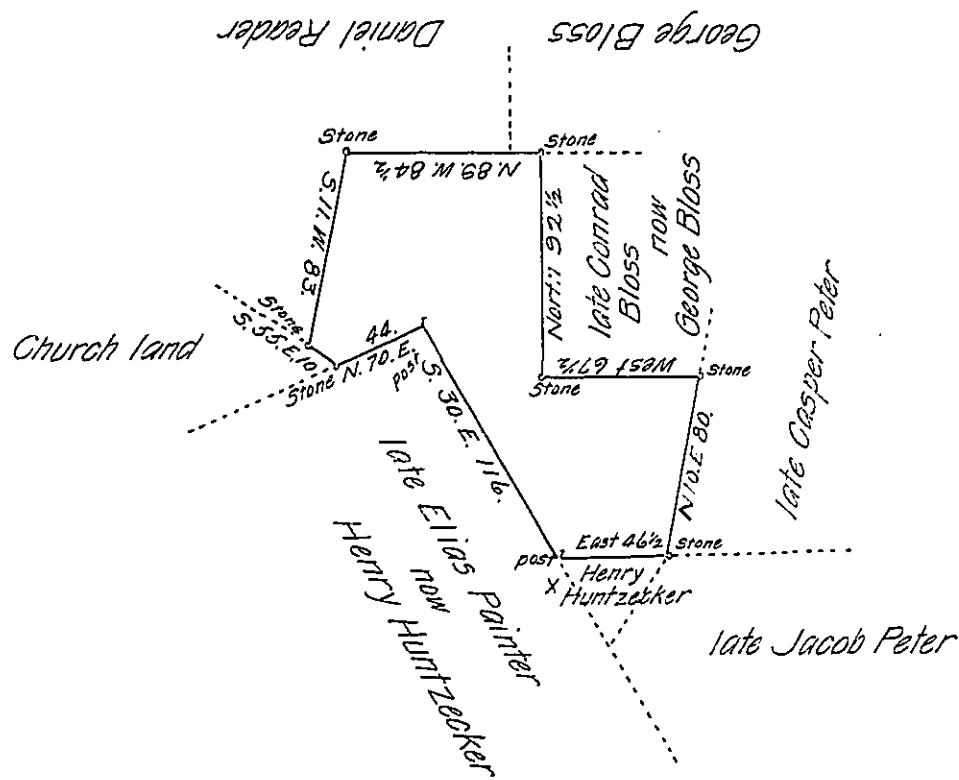 Daniel Reader
George Bloss
Stone
Stone
N. 89. W. 84½
S. 11. W. 83.
North 92½
late Conrad
Bloss
now
George Bloss
late Casper Peter
Church land
Stone
S. 55. E. 10
Stone
N. 70. E.
44.
post
S. 30. E. 116.
West 67½
Stone
Stone
N 10. E 80.
East 46½
Stone
post
X
Henry
Huntzecker
late Elias Painter
now
Henry Huntzecker
late Jacob Peter